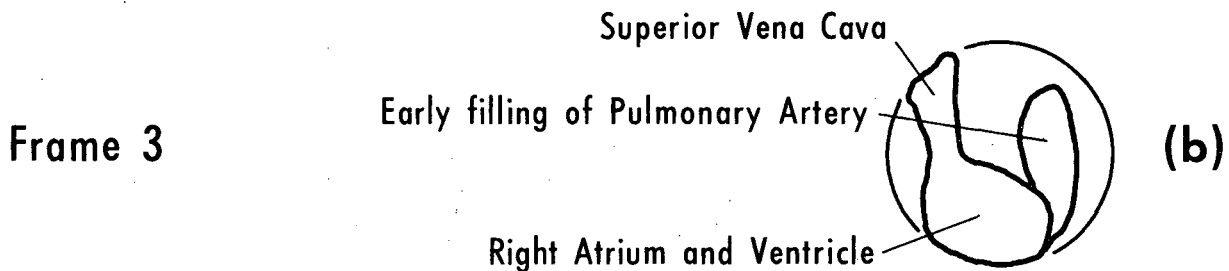 Superior Vena Cava
Early filling of Pulmonary Artery
Frame 3
(b)
Right Atrium and Ventricle